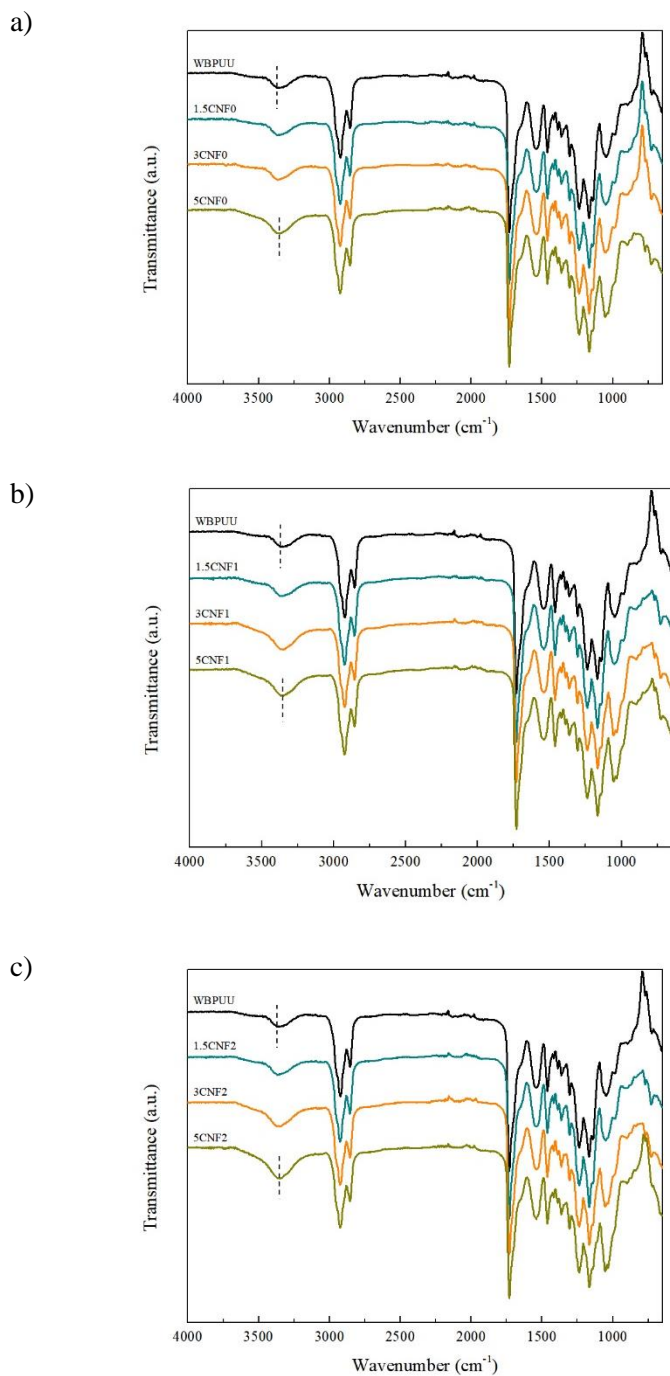 a)
WBPUU
1.5CNF0
3CNF0
5CNF0
Transmittance (a.u.)
4000 3500 3000 2500 2000 1500 1000
Wavenumber (cm⁻¹)
b)
WBPUU
1.5CNF1
3CNF1
5CNF1
Transmittance (a.u.)
4000 3500 3000 2500 2000 1500 1000
Wavenumber (cm⁻¹)
c)
WBPUU
1.5CNF2
3CNF2
5CNF2
Transmittance (a.u.)
4000 3500 3000 2500 2000 1500 1000
Wavenumber (cm⁻¹)